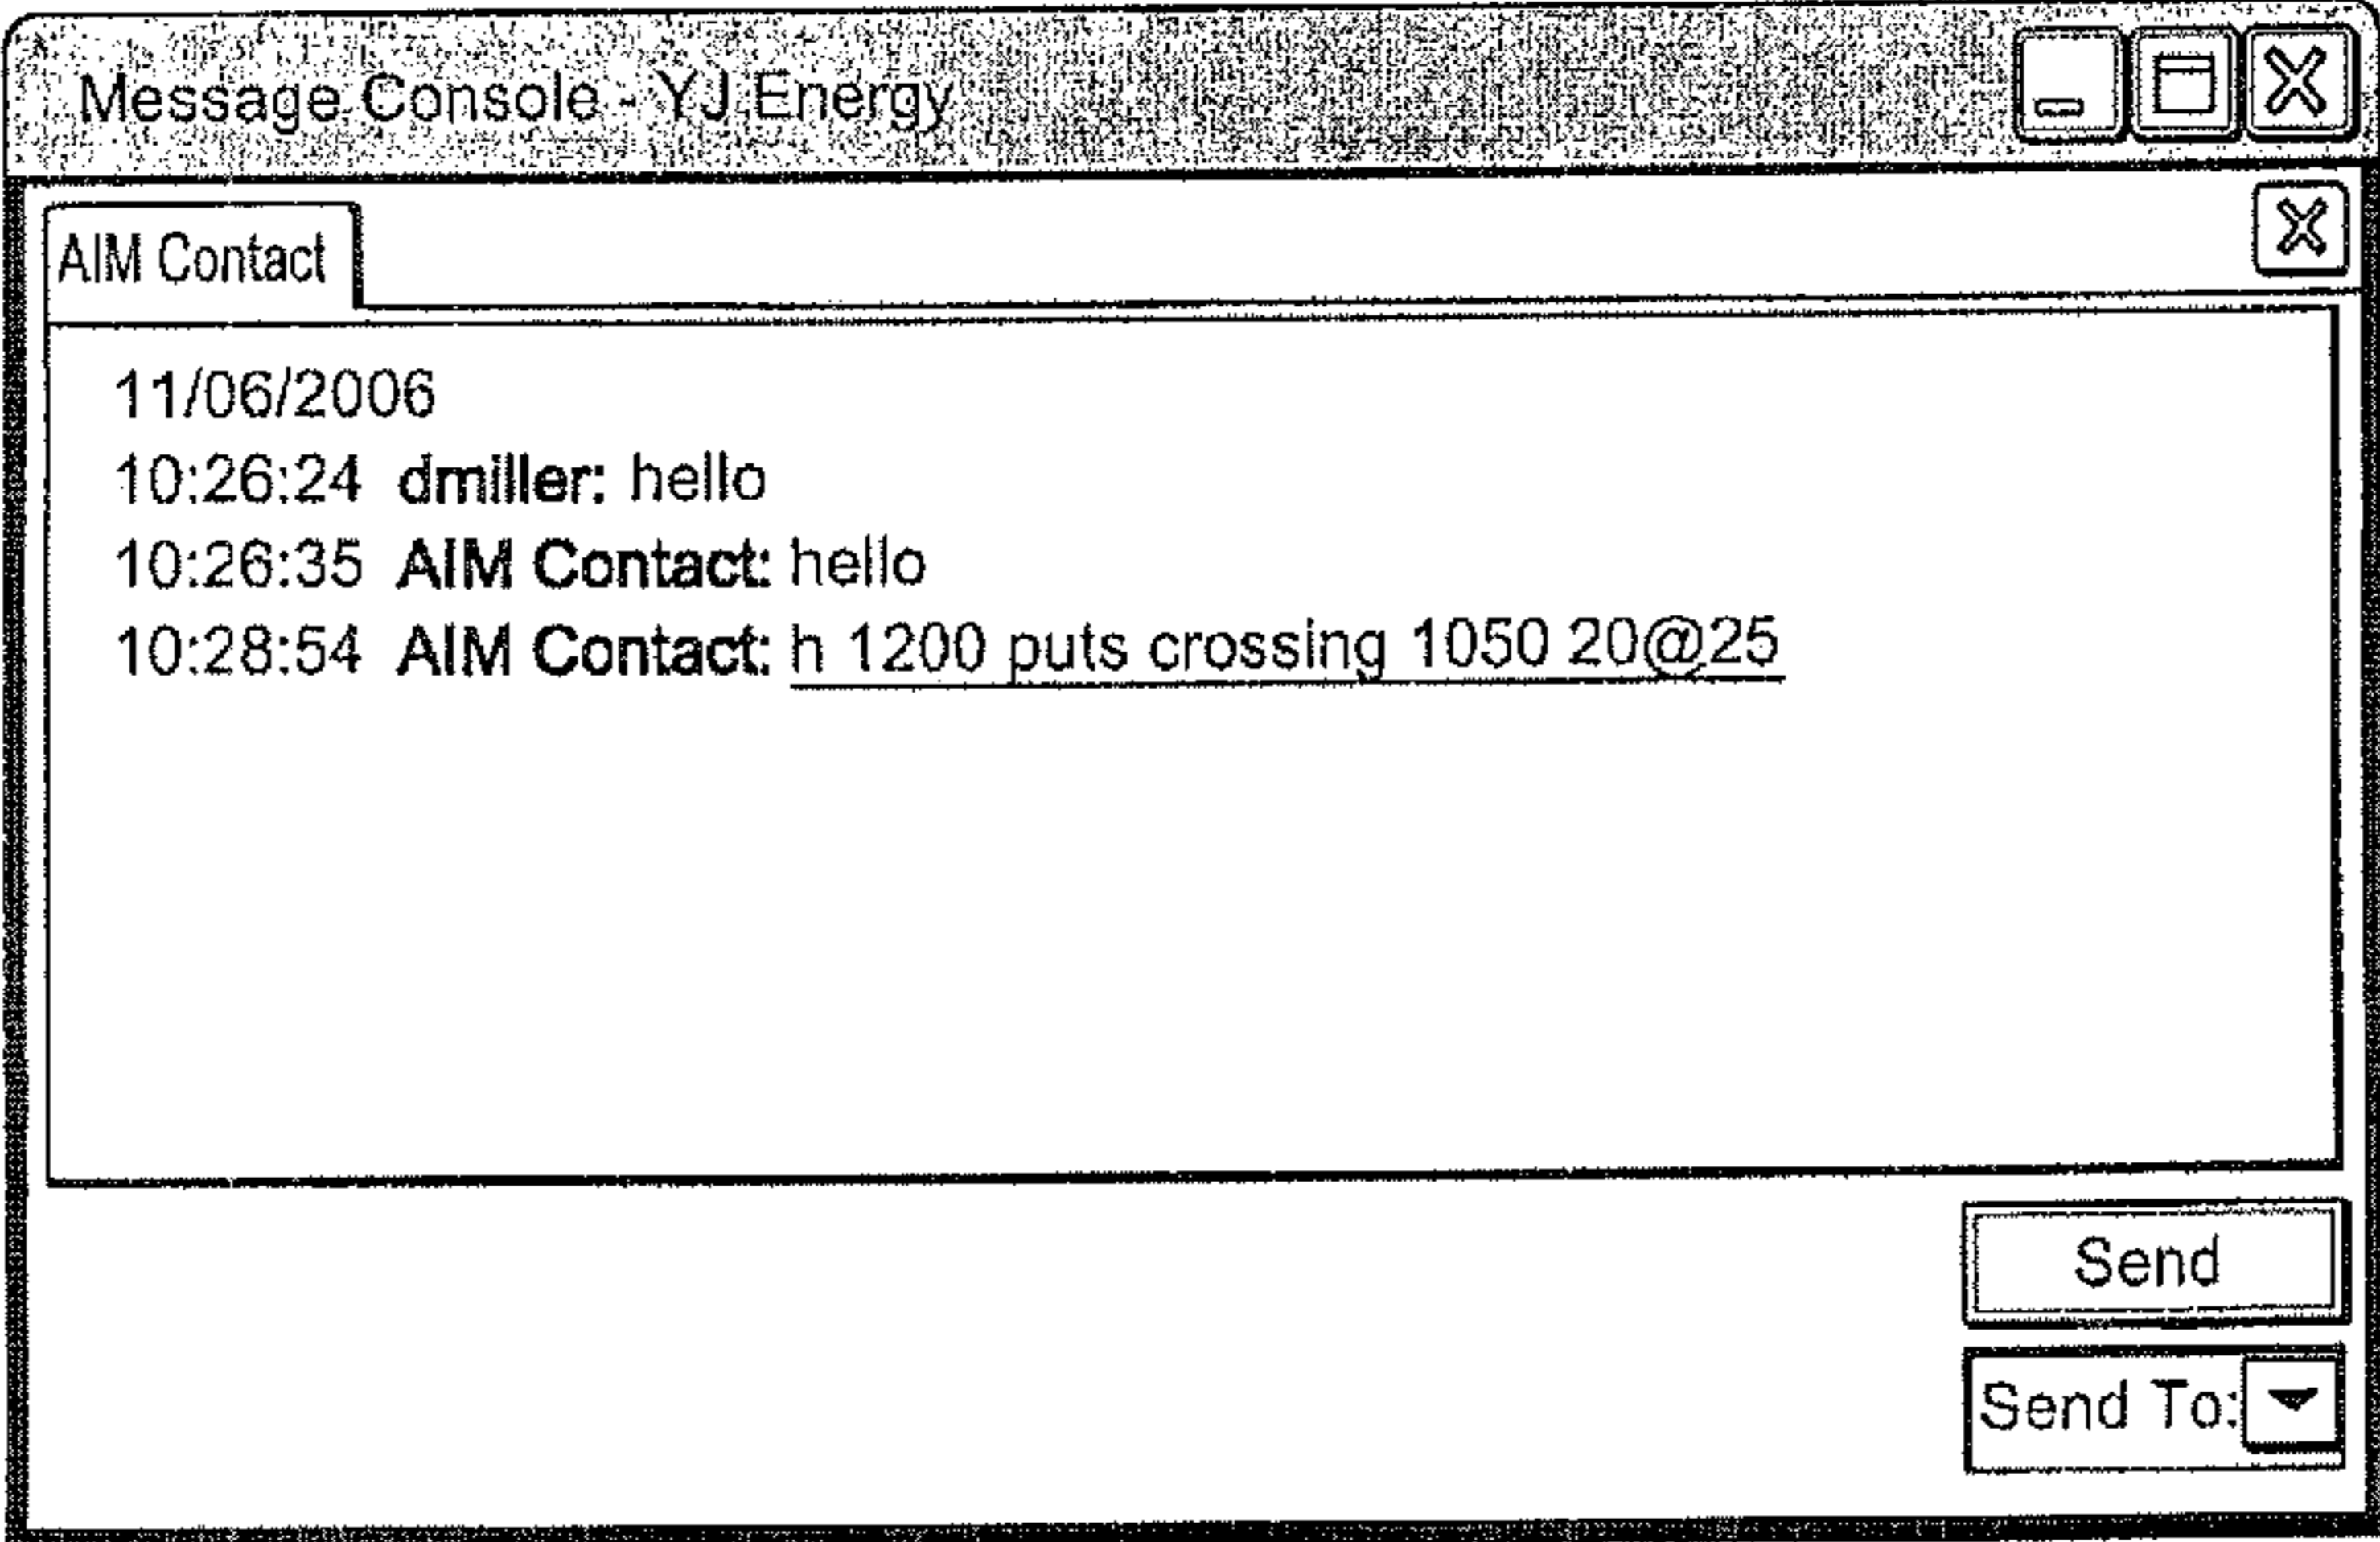 Message Console - YJ Energy
AIM Contact
11/06/2006
10:26:24 dmiller: hello
10:26:35 AIM Contact: hello
10:28:54 AIM Contact: h 1200 puts crossing 1050 20@25
Send
Send To: